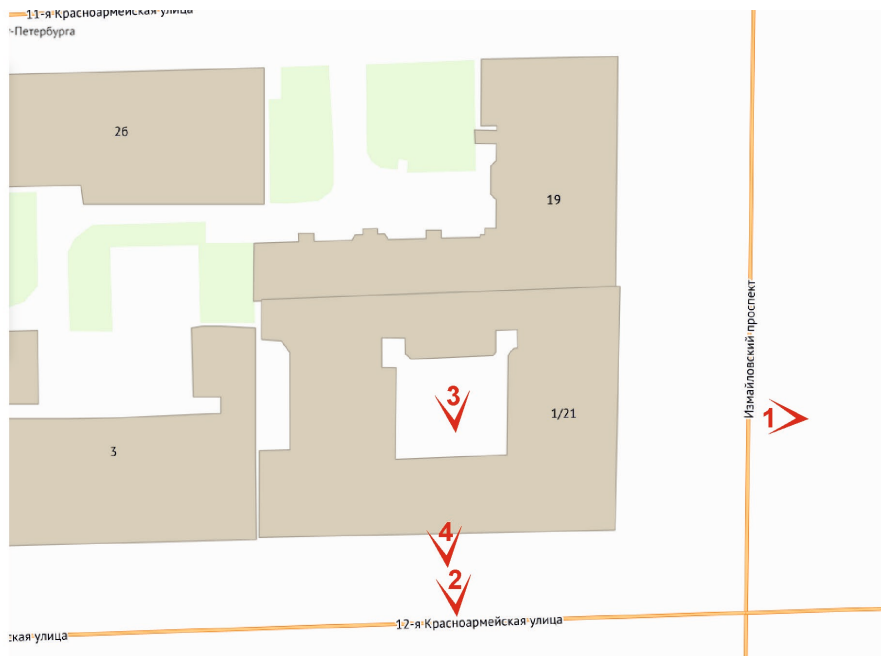 11-я Красноармейская улица
-Петербурга
2б
19
Измайловский проспект
3
1
1/21
3
4
2
12-я Красноармейская улица
ская улица